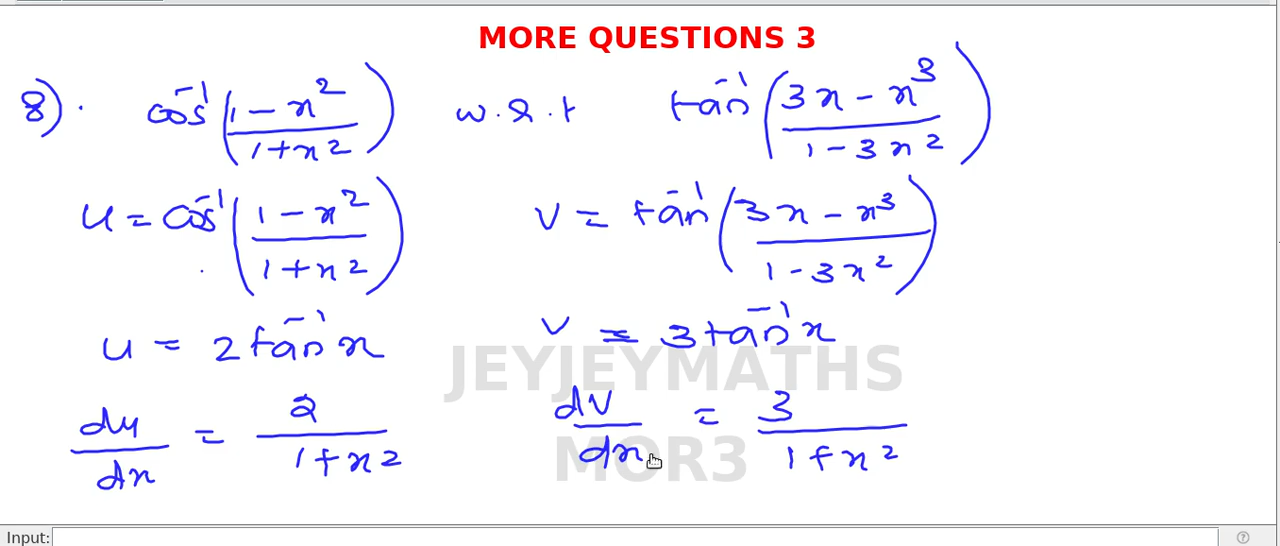 MORE QUESTIONS 3
8). cos⁻¹((1-x²)/(1+x²)) w.r.t tan⁻¹((3x-x³)/(1-3x²))
u = cos⁻¹((1-x²)/(1+x²)) v = tan⁻¹((3x-x³)/(1-3x²))
u = 2tan⁻¹x v = 3tan⁻¹x
JEYJEYMATHS
du/dx = 2/(1+x²) dv/dx = 3/(1+x²)
MOR3
Input: